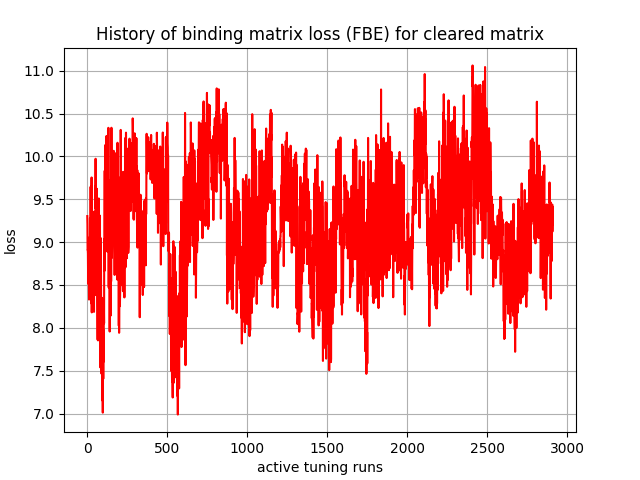 History of binding matrix loss (FBE) for cleared matrix
11.0
10.5
10.0
9.5
9.0
8.5
8.0
7.5
7.0
loss
0 500 1000 1500 2000 2500 3000
active tuning runs